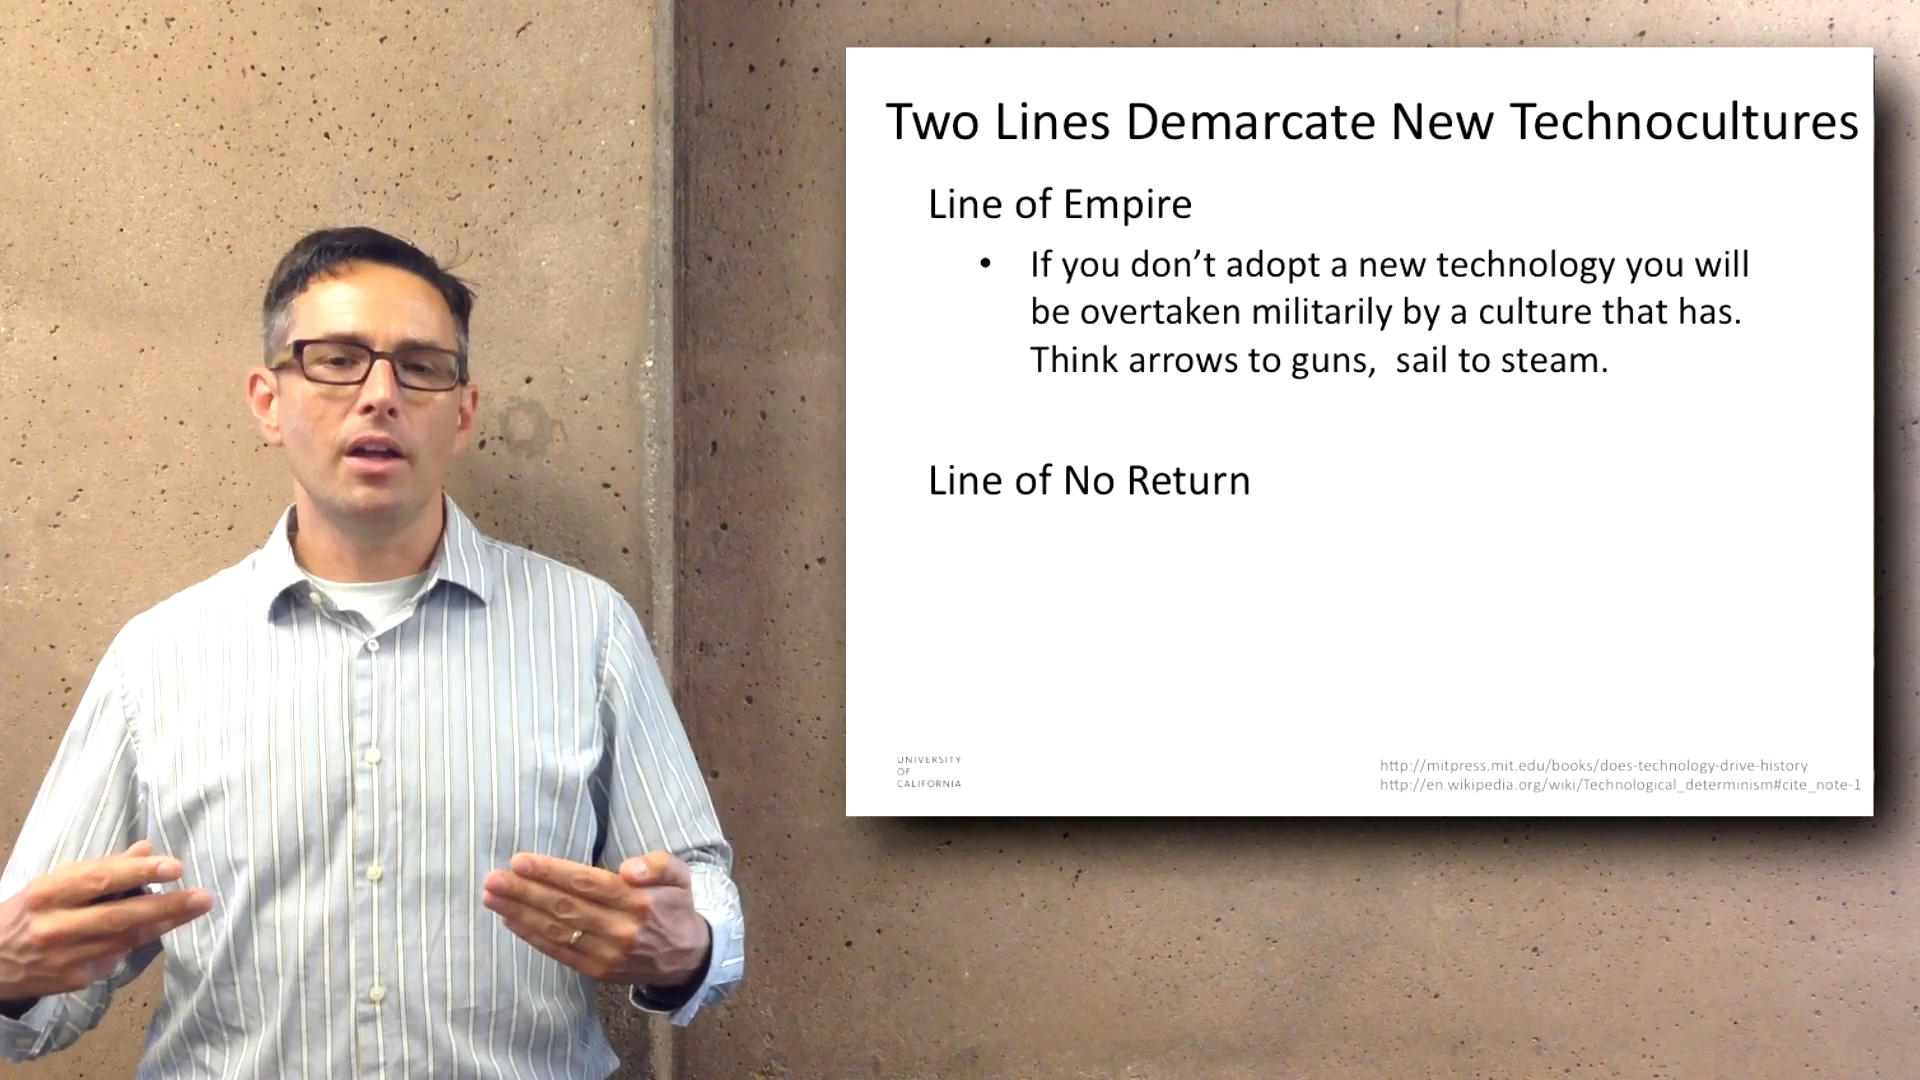 Two Lines Demarcate New Technocultures
Line of Empire
• If you don’t adopt a new technology you will
be overtaken militarily by a culture that has.
Think arrows to guns,  sail to steam.
Line of No Return
UNIVERSITY
OF
CALIFORNIA
http://mitpress.mit.edu/books/does-technology-drive-history
http://en.wikipedia.org/wiki/Technological_determinism#cite_note-1